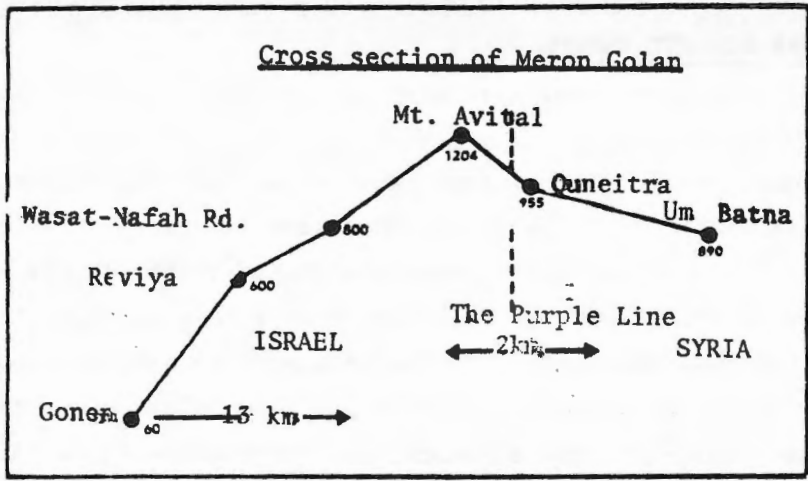 Cross section of Meron Golan
Mt. Avital
1204
Quneitra
955
Um Batna
890
Wasat-Nafah Rd.
800
Reviya
600
ISRAEL
The Purple Line
2km
SYRIA
Gonen
60
13 km